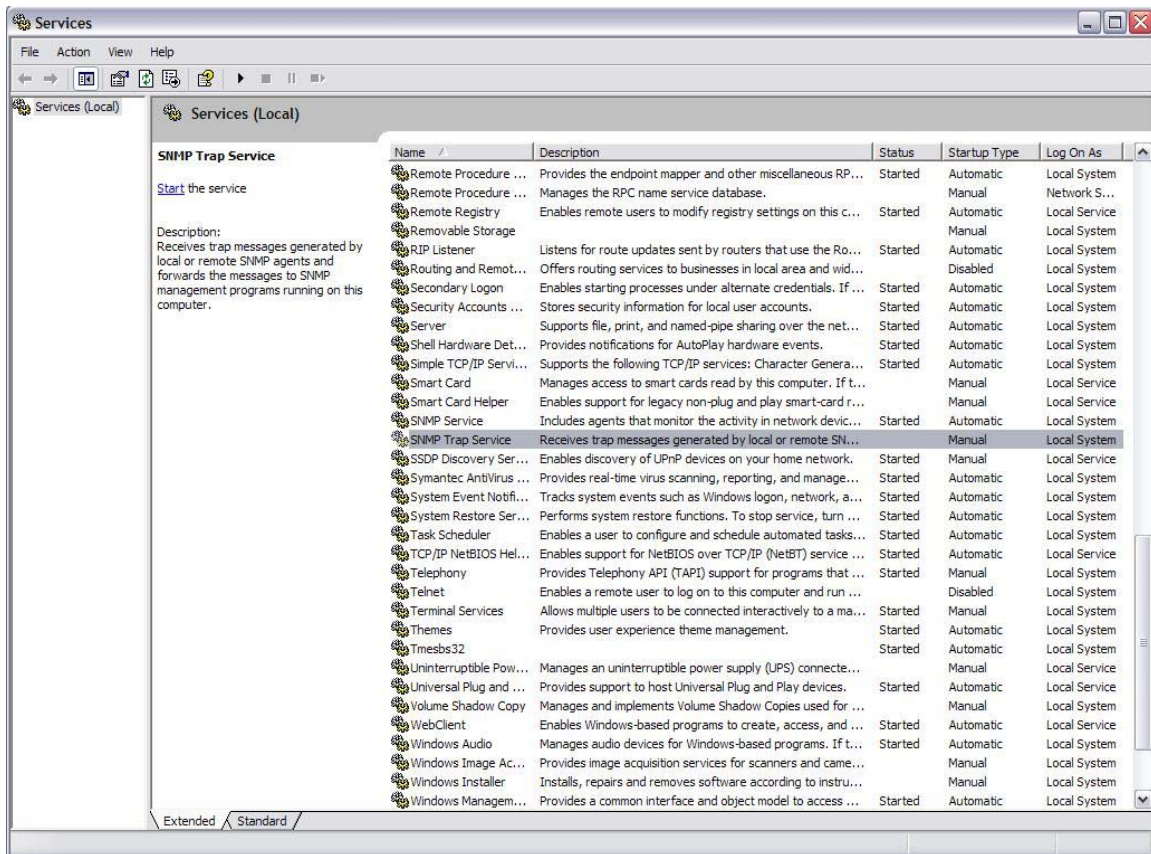 Services
File Action View Help
Services (Local)
Services (Local)
SNMP Trap Service
Start the service
Description:
Receives trap messages generated by
local or remote SNMP agents and
forwards the messages to SNMP
management programs running on this
computer.
Name Description Status Startup Type Log On As
Remote Procedure ... Provides the endpoint mapper and other miscellaneous RP... Started Automatic Local System
Remote Procedure ... Manages the RPC name service database. Manual Network S...
Remote Registry Enables remote users to modify registry settings on this c... Started Automatic Local Service
Removable Storage Manual Local System
RIP Listener Listens for route updates sent by routers that use the Ro... Started Automatic Local System
Routing and Remot... Offers routing services to businesses in local area and wid... Disabled Local System
Secondary Logon Enables starting processes under alternate credentials. If ... Started Automatic Local System
Security Accounts ... Stores security information for local user accounts. Started Automatic Local System
Server Supports file, print, and named-pipe sharing over the net... Started Automatic Local System
Shell Hardware Det... Provides notifications for AutoPlay hardware events. Started Automatic Local System
Simple TCP/IP Servi... Supports the following TCP/IP services: Character Genera... Started Automatic Local System
Smart Card Manages access to smart cards read by this computer. If t... Manual Local Service
Smart Card Helper Enables support for legacy non-plug and play smart-card r... Manual Local Service
SNMP Service Includes agents that monitor the activity in network devic... Started Automatic Local System
SNMP Trap Service Receives trap messages generated by local or remote SN... Manual Local System
SSDP Discovery Ser... Enables discovery of UPnP devices on your home network. Started Manual Local Service
Symantec AntiVirus ... Provides real-time virus scanning, reporting, and manage... Started Automatic Local System
System Event Notifi... Tracks system events such as Windows logon, network, a... Started Automatic Local System
System Restore Ser... Performs system restore functions. To stop service, turn ... Started Automatic Local System
Task Scheduler Enables a user to configure and schedule automated tasks... Started Automatic Local System
TCP/IP NetBIOS Hel... Enables support for NetBIOS over TCP/IP (NetBT) service ... Started Automatic Local Service
Telephony Provides Telephony API (TAPI) support for programs that ... Started Manual Local System
Telnet Enables a remote user to log on to this computer and run ... Disabled Local System
Terminal Services Allows multiple users to be connected interactively to a ma... Started Manual Local System
Themes Provides user experience theme management. Started Automatic Local System
Tmesbs32 Started Automatic Local System
Uninterruptible Pow... Manages an uninterruptible power supply (UPS) connecte... Manual Local Service
Universal Plug and ... Provides support to host Universal Plug and Play devices. Started Automatic Local Service
Volume Shadow Copy Manages and implements Volume Shadow Copies used for ... Manual Local System
WebClient Enables Windows-based programs to create, access, and ... Started Automatic Local Service
Windows Audio Manages audio devices for Windows-based programs. If t... Started Automatic Local System
Windows Image Ac... Provides image acquisition services for scanners and came... Manual Local System
Windows Installer Installs, repairs and removes software according to instru... Manual Local System
Windows Managem... Provides a common interface and object model to access ... Started Automatic Local System
Extended Standard